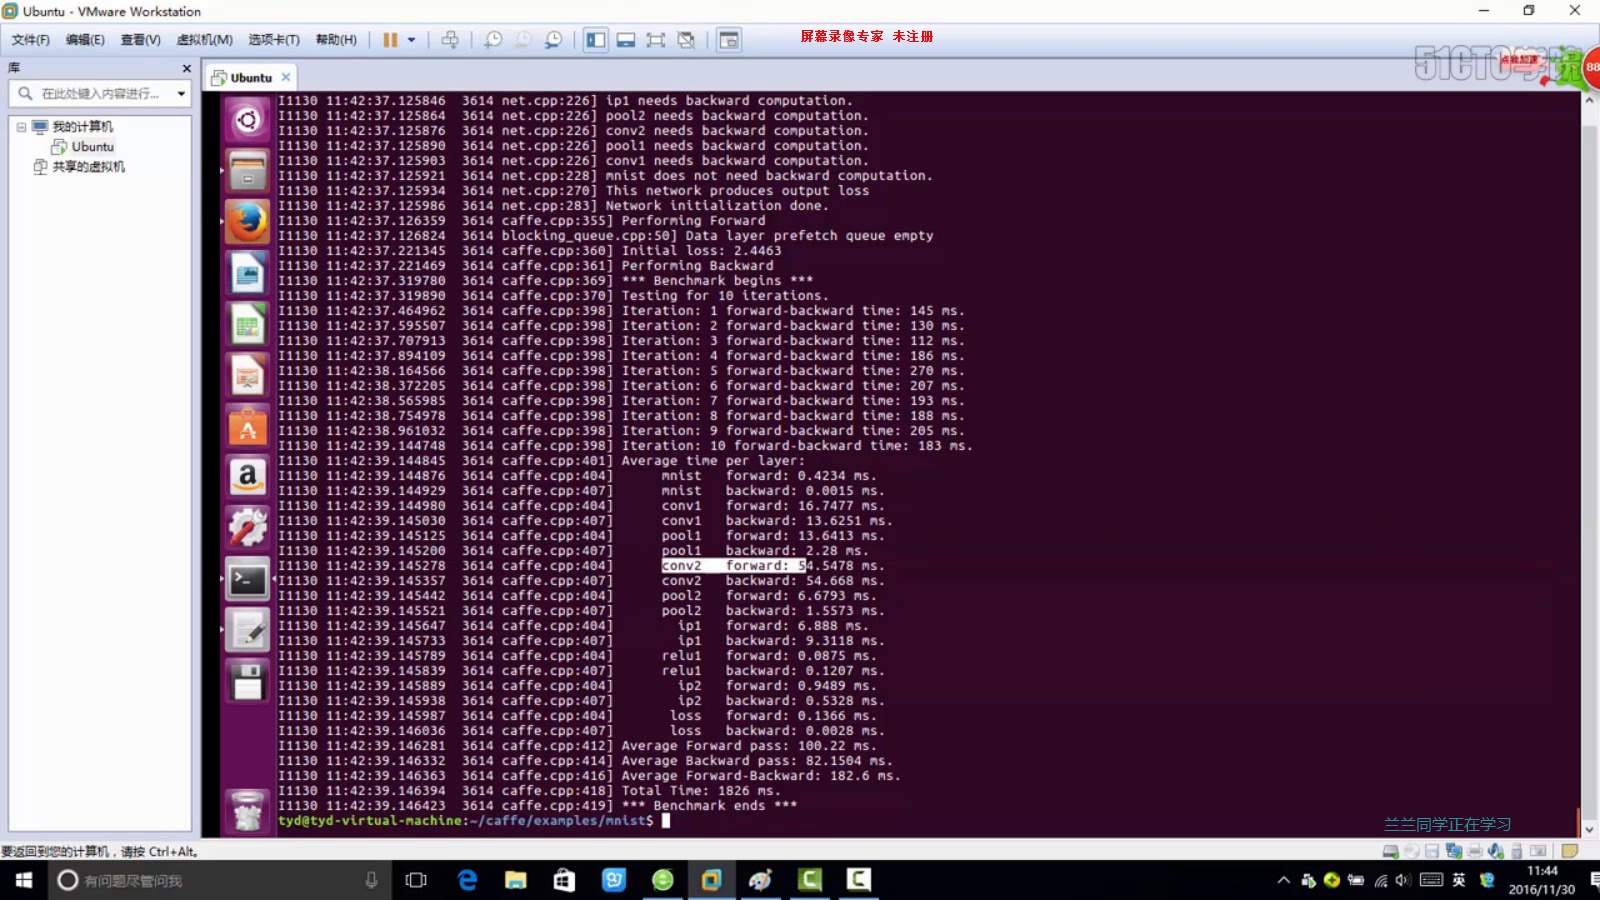 Ubuntu - VMware Workstation
文件(F) 编辑(E) 查看(V) 虚拟机(M) 选项卡(T) 帮助(H)
屏幕录像专家 未注册
51CTO学院
点我加速
88
库
Ubuntu
在此处键入内容进行...
我的计算机
Ubuntu
共享的虚拟机
I1130 11:42:37.125846 3614 net.cpp:226] ip1 needs backward computation.
I1130 11:42:37.125864 3614 net.cpp:226] pool2 needs backward computation.
I1130 11:42:37.125876 3614 net.cpp:226] conv2 needs backward computation.
I1130 11:42:37.125890 3614 net.cpp:226] pool1 needs backward computation.
I1130 11:42:37.125903 3614 net.cpp:226] conv1 needs backward computation.
I1130 11:42:37.125921 3614 net.cpp:228] mnist does not need backward computation.
I1130 11:42:37.125934 3614 net.cpp:270] This network produces output loss
I1130 11:42:37.125986 3614 net.cpp:283] Network initialization done.
I1130 11:42:37.126359 3614 caffe.cpp:355] Performing Forward
I1130 11:42:37.126824 3614 blocking_queue.cpp:50] Data layer prefetch queue empty
I1130 11:42:37.221345 3614 caffe.cpp:360] Initial loss: 2.4463
I1130 11:42:37.221469 3614 caffe.cpp:361] Performing Backward
I1130 11:42:37.319780 3614 caffe.cpp:369] *** Benchmark begins ***
I1130 11:42:37.319890 3614 caffe.cpp:370] Testing for 10 iterations.
I1130 11:42:37.464962 3614 caffe.cpp:398] Iteration: 1 forward-backward time: 145 ms.
I1130 11:42:37.595507 3614 caffe.cpp:398] Iteration: 2 forward-backward time: 130 ms.
I1130 11:42:37.707913 3614 caffe.cpp:398] Iteration: 3 forward-backward time: 112 ms.
I1130 11:42:37.894109 3614 caffe.cpp:398] Iteration: 4 forward-backward time: 186 ms.
I1130 11:42:38.164566 3614 caffe.cpp:398] Iteration: 5 forward-backward time: 270 ms.
I1130 11:42:38.372205 3614 caffe.cpp:398] Iteration: 6 forward-backward time: 207 ms.
I1130 11:42:38.565985 3614 caffe.cpp:398] Iteration: 7 forward-backward time: 193 ms.
I1130 11:42:38.754978 3614 caffe.cpp:398] Iteration: 8 forward-backward time: 188 ms.
I1130 11:42:38.961032 3614 caffe.cpp:398] Iteration: 9 forward-backward time: 205 ms.
I1130 11:42:39.144748 3614 caffe.cpp:398] Iteration: 10 forward-backward time: 183 ms.
I1130 11:42:39.144845 3614 caffe.cpp:401] Average time per layer:
I1130 11:42:39.144876 3614 caffe.cpp:404] mnist forward: 0.4234 ms.
I1130 11:42:39.144929 3614 caffe.cpp:407] mnist backward: 0.0015 ms.
I1130 11:42:39.144980 3614 caffe.cpp:404] conv1 forward: 16.7477 ms.
I1130 11:42:39.145030 3614 caffe.cpp:407] conv1 backward: 13.6251 ms.
I1130 11:42:39.145125 3614 caffe.cpp:404] pool1 forward: 13.6413 ms.
I1130 11:42:39.145200 3614 caffe.cpp:407] pool1 backward: 2.28 ms.
I1130 11:42:39.145278 3614 caffe.cpp:404] conv2 forward: 54.5478 ms.
I1130 11:42:39.145357 3614 caffe.cpp:407] conv2 backward: 54.668 ms.
I1130 11:42:39.145442 3614 caffe.cpp:404] pool2 forward: 6.6793 ms.
I1130 11:42:39.145521 3614 caffe.cpp:407] pool2 backward: 1.5573 ms.
I1130 11:42:39.145647 3614 caffe.cpp:404] ip1 forward: 6.888 ms.
I1130 11:42:39.145733 3614 caffe.cpp:407] ip1 backward: 9.3118 ms.
I1130 11:42:39.145789 3614 caffe.cpp:404] relu1 forward: 0.0875 ms.
I1130 11:42:39.145839 3614 caffe.cpp:407] relu1 backward: 0.1207 ms.
I1130 11:42:39.145889 3614 caffe.cpp:404] ip2 forward: 0.9489 ms.
I1130 11:42:39.145938 3614 caffe.cpp:407] ip2 backward: 0.5328 ms.
I1130 11:42:39.145987 3614 caffe.cpp:404] loss forward: 0.1366 ms.
I1130 11:42:39.146036 3614 caffe.cpp:407] loss backward: 0.0028 ms.
I1130 11:42:39.146281 3614 caffe.cpp:412] Average Forward pass: 100.22 ms.
I1130 11:42:39.146332 3614 caffe.cpp:414] Average Backward pass: 82.1504 ms.
I1130 11:42:39.146363 3614 caffe.cpp:416] Average Forward-Backward: 182.6 ms.
I1130 11:42:39.146394 3614 caffe.cpp:418] Total Time: 1826 ms.
I1130 11:42:39.146423 3614 caffe.cpp:419] *** Benchmark ends ***
tyd@tyd-virtual-machine:~/caffe/examples/mnist$
兰兰同学正在学习
要返回到您的计算机，请按 Ctrl+Alt。
有问题尽管问我
英
11:44
2016/11/30